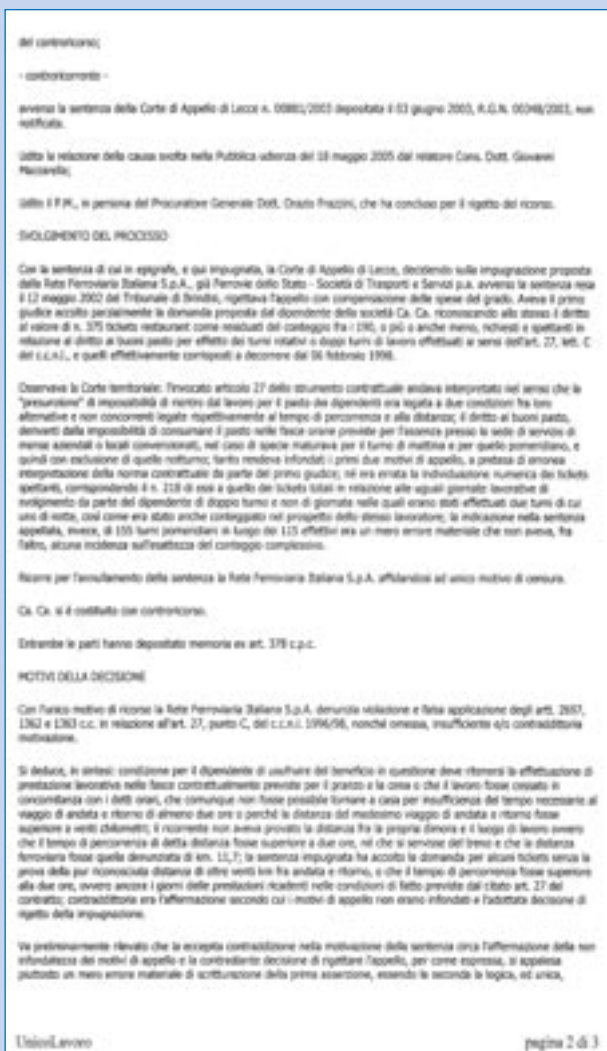 del controricorso;
- controricorrente -
avverso la sentenza della Corte di Appello di Lecce n. 00881/2003 depositata il 03 giugno 2003, R.G.N. 00348/2003, non
notificata.
Udita la relazione della causa svolta nella Pubblica udienza del 18 maggio 2005 dal relatore Cons. Dott. Giovanni
Udito il P.M., in persona del Procuratore Generale Dott. Orazio Frazzini, che ha concluso per il rigetto del ricorso.
SVOLGIMENTO DEL PROCESSO
Con la sentenza di cui in epigrafe, e qui impugnata, la Corte di Appello di Lecce, decidendo sulla impugnazione proposta
dalla Rete Ferroviaria Italiana S.p.A., già Ferrovie dello Stato - Società di Trasporti e Servizi p.a. avverso la sentenza resa
il 12 maggio 2002 del Tribunale di Brindisi, rigettava l'appello con compensazione delle spese del grado. Aveva il primo
giudice accolto parzialmente la domanda proposta dal dipendente della società Ca. Ca. riconoscendo allo stesso il diritto
al valore di n. 375 tickets restaurant come residuati del conteggio fra i 190, o più o anche meno, richiesti e spettanti in
relazione al diritto ai buoni pasto per effetto dei turni rotativi o doppi turni di lavoro effettuati ai sensi dell'art. 27, lett. C
del c.c.n.l., e quelli effettivamente corrisposti a decorrere dal 06 febbraio 1998.
Osservava la Corte territoriale: l'invocato articolo 27 dello strumento contrattuale andava interpretato nel senso che la
"presunzione" di impossibilità di rientro dal lavoro per il pasto dei dipendenti era legata a due condizioni fra loro
alternative e non concorrenti legate rispettivamente al tempo di percorrenza e alla distanza; il diritto ai buoni pasto,
derivanti dalla impossibilità di consumare il pasto nelle fasce orarie previste per l'assenza presso la sede di servizio di
mense aziendali o locali convenzionati, nel caso di specie maturava per il turno di mattina e per quello pomeridiano, e
quindi con esclusione di quello notturno; tanto rendeva infondati i primi due motivi di appello, a pretesa di erronea
interpretazione della norma contrattuale da parte del primo giudice; né era errata la individuazione numerica dei tickets
spettanti, corrispondendo il n. 218 di essi a quello dei tickets totali in relazione alle uguali giornate lavorative di
svolgimento da parte del dipendente di doppio turno e non di giornate nelle quali erano stati effettuati due turni di cui
uno di notte, così come era stato anche conteggiato nel prospetto dello stesso lavoratore; la indicazione nella sentenza
appellata, invece, di 155 turni pomeridiani in luogo dei 115 effettivi era un mero errore materiale che non aveva, fra
l'altro, alcuna incidenza sull'esattezza del conteggio complessivo.
Ricorre per l'annullamento della sentenza la Rete Ferroviaria Italiana S.p.A. affidandosi ad unico motivo di censura.
Ca. Ca. si è costituito con controricorso.
Entrambe le parti hanno depositato memoria ex art. 378 c.p.c.
MOTIVI DELLA DECISIONE
Con l'unico motivo di ricorso la Rete Ferroviaria Italiana S.p.A. denunzia violazione e falsa applicazione degli artt. 2697,
1362 e 1363 c.c. in relazione all'art. 27, punto C, del c.c.n.l. 1996/98, nonché omessa, insufficiente e/o contraddittoria
motivazione.
Si deduce, in sintesi: condizione per il dipendente di usufruire del beneficio in questione deve ritenersi la effettuazione di
prestazione lavorativa nelle fasce contrattualmente previste per il pranzo e la cena o che il lavoro fosse cessato in
concomitanza con i detti orari, che comunque non fosse possibile tornare a casa per insufficienza del tempo necessario al
viaggio di andata e ritorno di almeno due ore o perché la distanza del medesimo viaggio di andata e ritorno fosse
superiore a venti chilometri; il ricorrente non aveva provato la distanza fra la propria dimora e il luogo di lavoro ovvero
che il tempo di percorrenza di detta distanza fosse superiore a due ore, né che si servisse del treno e che la distanza
ferroviaria fosse quella denunziata di km. 11,7; la sentenza impugnata ha accolto la domanda per alcuni tickets senza la
prova della pur riconosciuta distanza di oltre venti km fra andata e ritorno, o che il tempo di percorrenza fosse superiore
alla due ore, ovvero ancora i giorni delle prestazioni ricadenti nelle condizioni di fatto previste dal citato art. 27 del
contratto; contraddittoria era l'affermazione secondo cui i motivi di appello non erano infondati e l'adottata decisione di
rigetto della impugnazione.
Va preliminarmente rilevato che la eccepita contraddizione nella motivazione della sentenza circa l'affermazione della non
infondatezza dei motivi di appello e la contrastante decisione di rigettare l'appello, per come espressa, si appalesa
piuttosto un mero errore materiale di scritturazione della prima asserzione, essendo la seconda la logica, ed unica,
UnicoLavoro
pagina 2 di 3